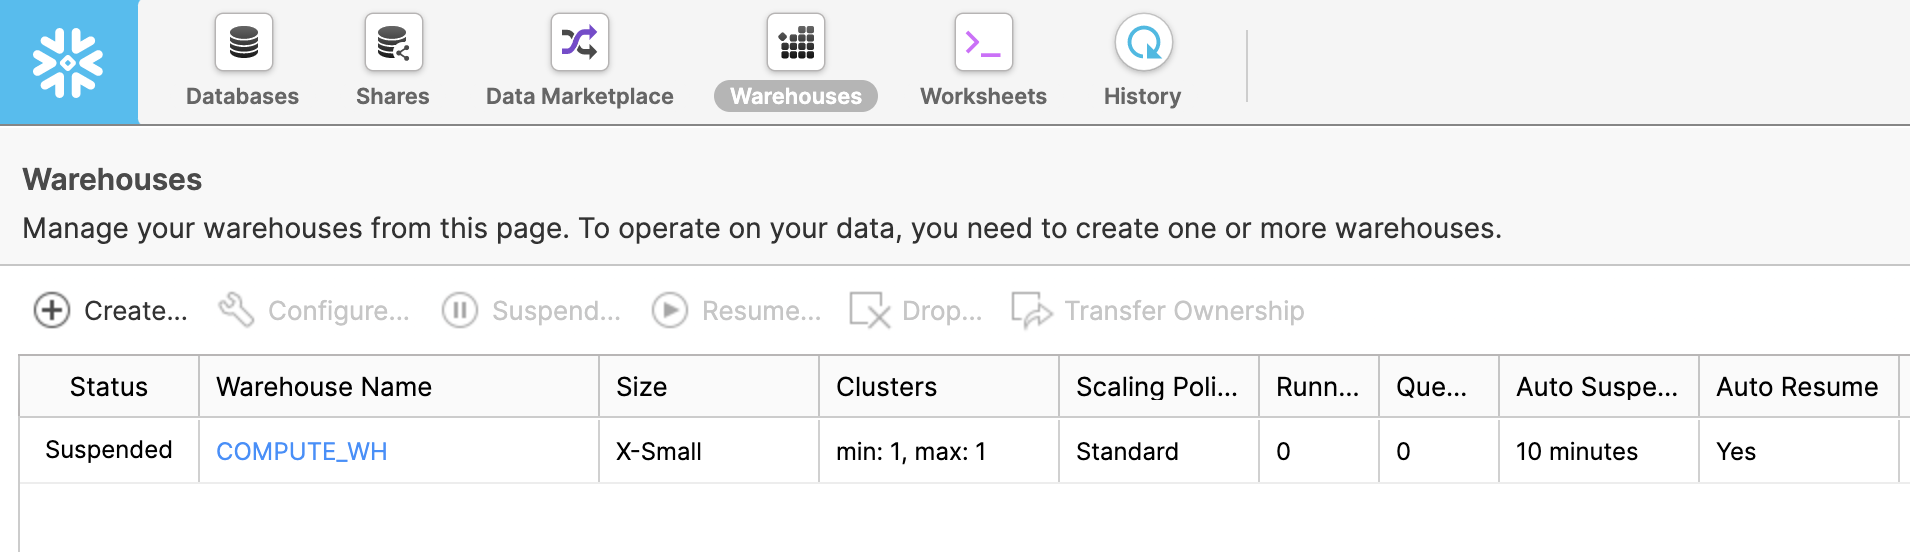 Databases Shares Data Marketplace Warehouses Worksheets History
Warehouses
Manage your warehouses from this page. To operate on your data, you need to create one or more warehouses.
Create... Configure... Suspend... Resume... Drop... Transfer Ownership
Status Warehouse Name Size Clusters Scaling Poli... Runn... Que... Auto Suspe... Auto Resume
Suspended COMPUTE_WH X-Small min: 1, max: 1 Standard 0 0 10 minutes Yes